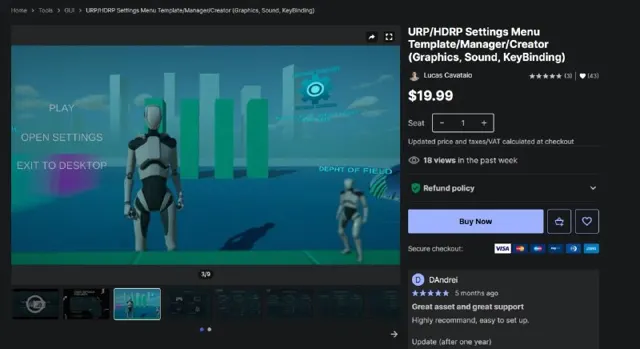 Home > Tools > GUI > URP/HDRP Settings Menu Template/Manager/Creator (Graphics, Sound, KeyBinding)
PLAY
OPEN SETTINGS
EXIT TO DESKTOP
DEPHT OF FIELD
3/9
URP/HDRP Settings Menu
Template/Manager/Creator
(Graphics, Sound, KeyBinding)
Lucas Cavataio
(3) | (43)
$19.99
Seat
- 1 +
Updated price and taxes/VAT calculated at checkout
18 views in the past week
Refund policy
Buy Now
Secure checkout:
VISA
D DAndrei
5 months ago
Great asset and great support
Highly recommend, easy to set up.
Update (after one year)